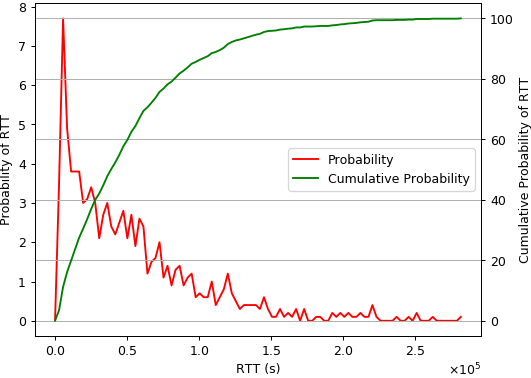 8
7
6
5
4
3
2
1
0
Probability of RTT
100
80
60
40
20
0
Cumulative Probability of RTT
Probability
Cumulative Probability
0.0 0.5 1.0 1.5 2.0 2.5
RTT (s)
×10⁵